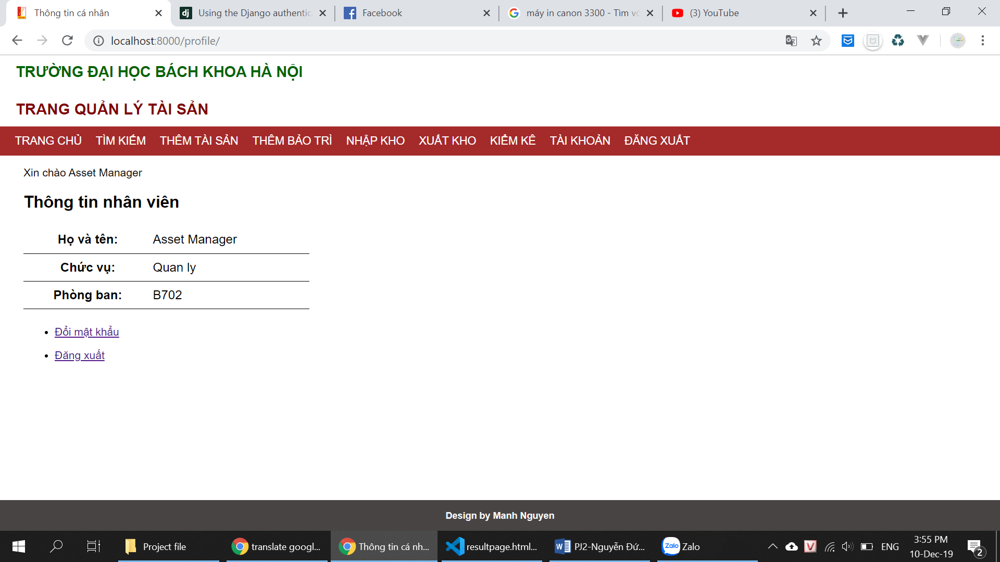 Thông tin cá nhân
Using the Django authentic
Facebook
máy in canon 3300 - Tìm vớ
(3) YouTube
localhost:8000/profile/
TRƯỜNG ĐẠI HỌC BÁCH KHOA HÀ NỘI
TRANG QUẢN LÝ TÀI SẢN
TRANG CHỦ TÌM KIẾM THÊM TÀI SẢN THÊM BẢO TRÌ NHẬP KHO XUẤT KHO KIỂM KÊ TÀI KHOẢN ĐĂNG XUẤT
Xin chào Asset Manager
Thông tin nhân viên
Họ và tên: Asset Manager
Chức vụ: Quan ly
Phòng ban: B702
Đổi mật khẩu
Đăng xuất
Design by Manh Nguyen
Project file
translate googl...
Thông tin cá nh...
resultpage.html...
PJ2-Nguyễn Đứ...
Zalo
Zalo
ENG
3:55 PM
10-Dec-19
2